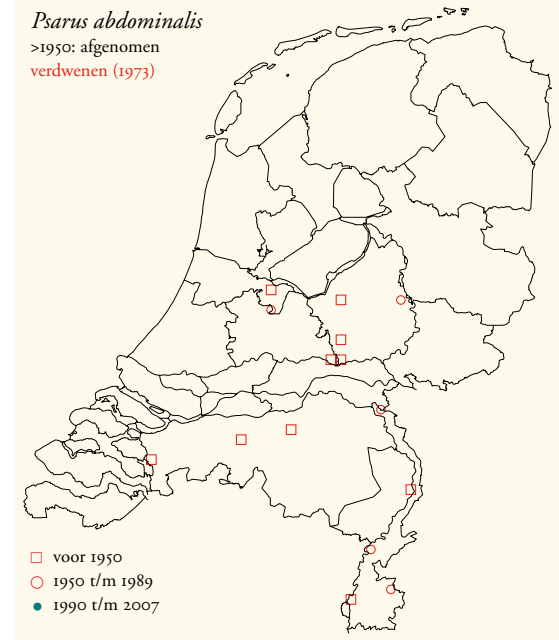 Psarus abdominalis
>1950: afgenomen
verdwenen (1973)
voor 1950
1950 t/m 1989
1990 t/m 2007